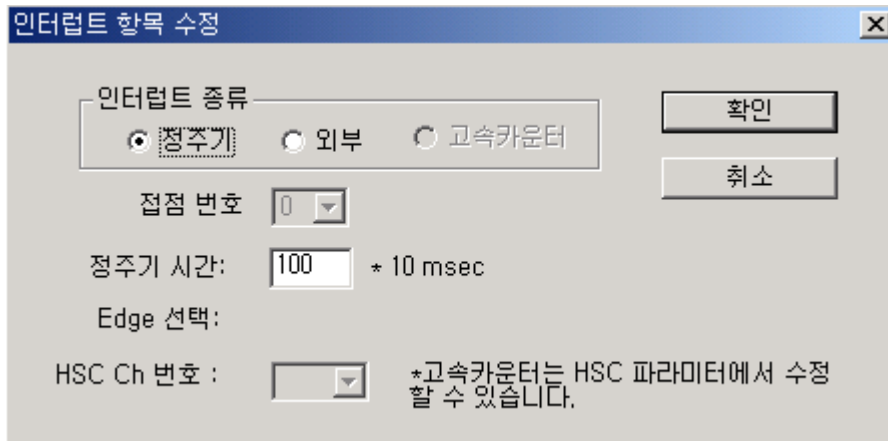 인터럽트 항목 수정
인터럽트 종류
정주기 외부 고속카운터
확인
취소
접점 번호 0
정주기 시간: 100 * 10 msec
Edge 선택:
HSC Ch 번호 : *고속카운터는 HSC 파라미터에서 수정
할 수 있습니다.